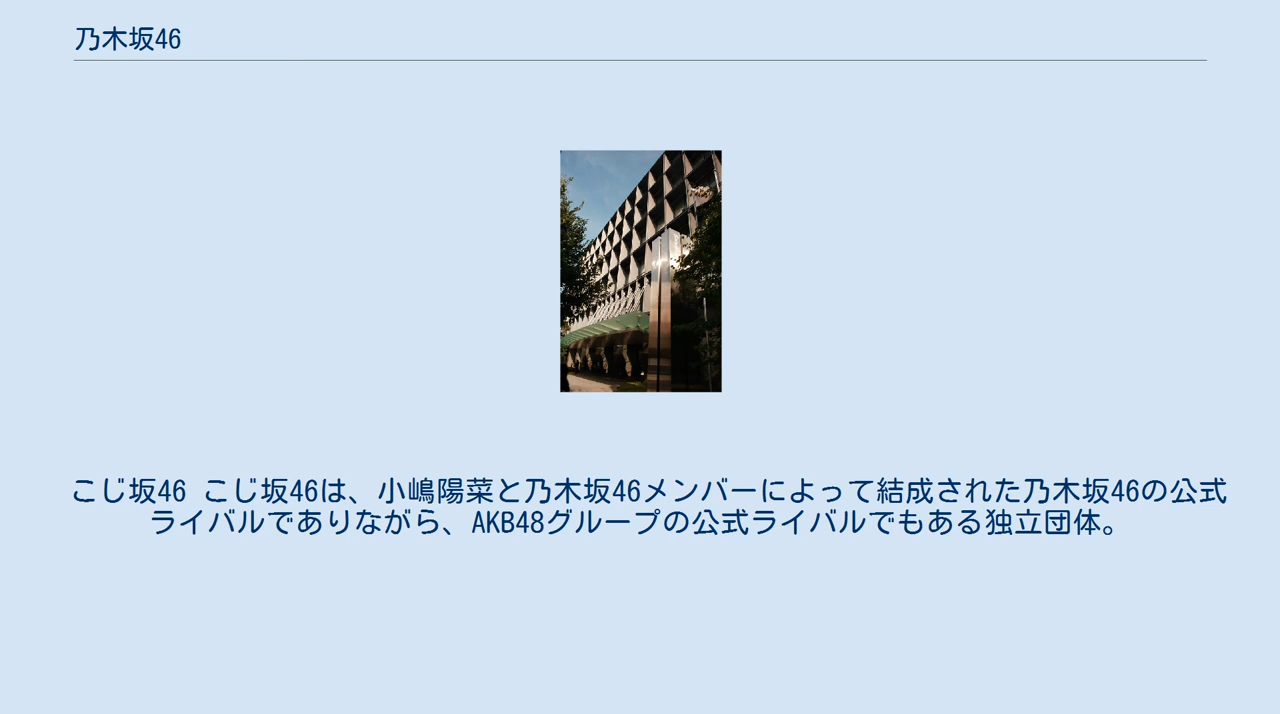 乃木坂46
こじ坂46 こじ坂46は、小嶋陽菜と乃木坂46メンバーによって結成された乃木坂46の公式
ライバルでありながら、AKB48グループの公式ライバルでもある独立団体。